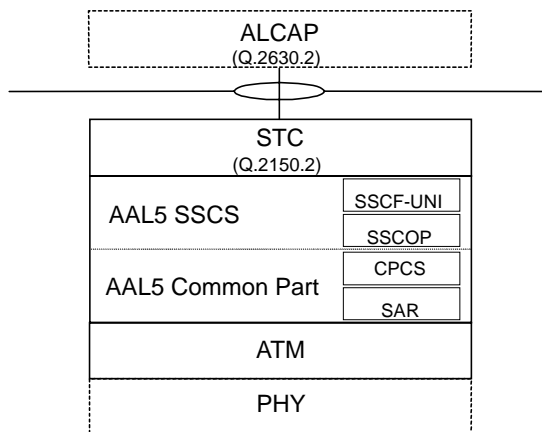 ALCAP
(Q.2630.2)
STC
(Q.2150.2)
AAL5 SSCS
SSCF-UNI
SSCOP
AAL5 Common Part
CPCS
SAR
ATM
PHY